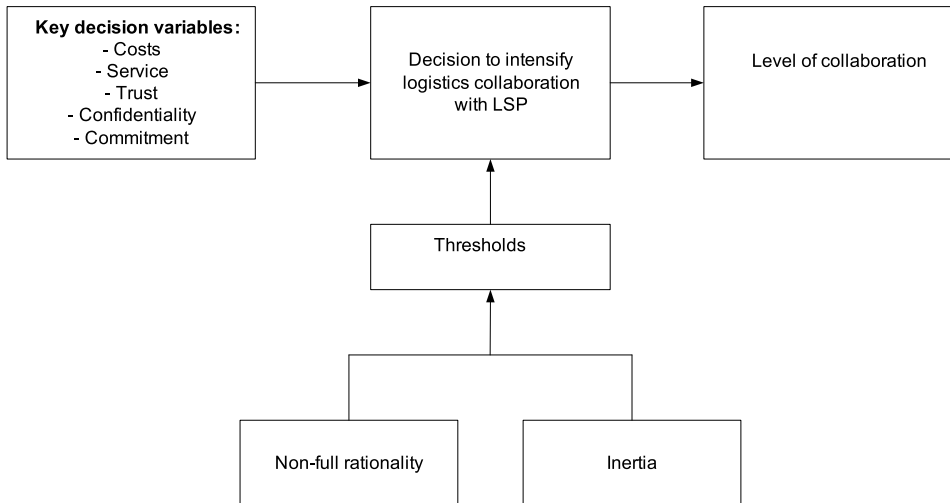 Key decision variables:
- Costs
- Service
- Trust
- Confidentiality
- Commitment
Decision to intensify
logistics collaboration
with LSP
Level of collaboration
Thresholds
Non-full rationality
Inertia